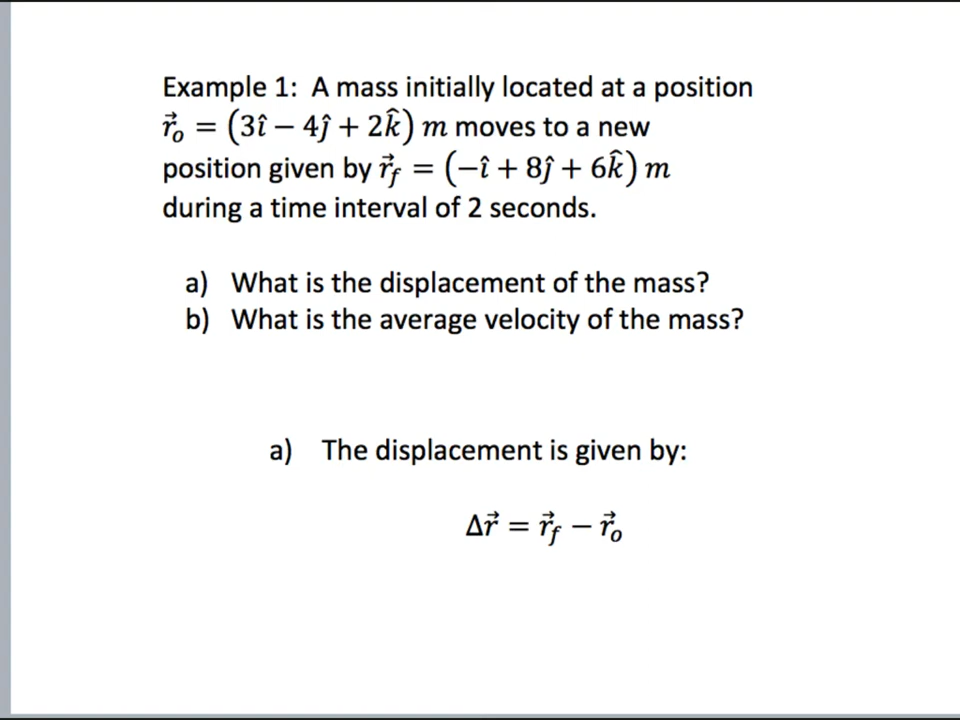 Example 1:  A mass initially located at a position
r⃗ₒ = (3î − 4ĵ + 2k̂) m moves to a new
position given by r⃗_f = (−î + 8ĵ + 6k̂) m
during a time interval of 2 seconds.
a) What is the displacement of the mass?
b) What is the average velocity of the mass?
a) The displacement is given by:
Δr⃗ = r⃗_f − r⃗ₒ